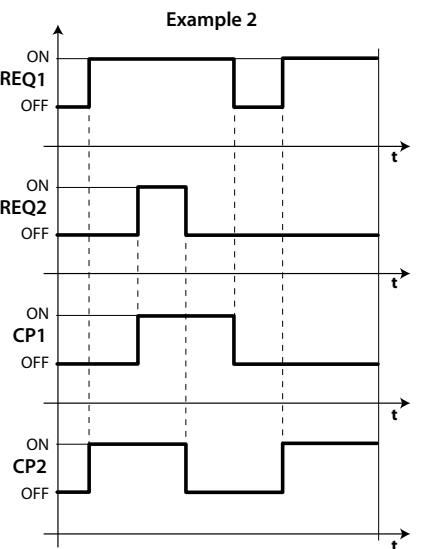 Example 2
ON
REQ1
OFF
t
ON
REQ2
OFF
t
ON
CP1
OFF
t
ON
CP2
OFF
t